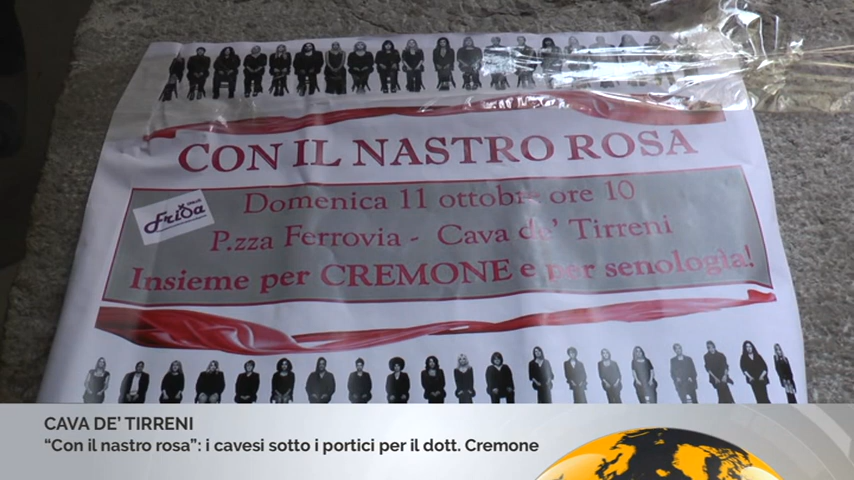 CON IL NASTRO ROSA
Frida
Domenica 11 ottobre ore 10
P.zza Ferrovia - Cava de' Tirreni
Insieme per CREMONE e per senologia!
CAVA DE' TIRRENI
“Con il nastro rosa”: i cavesi sotto i portici per il dott. Cremone